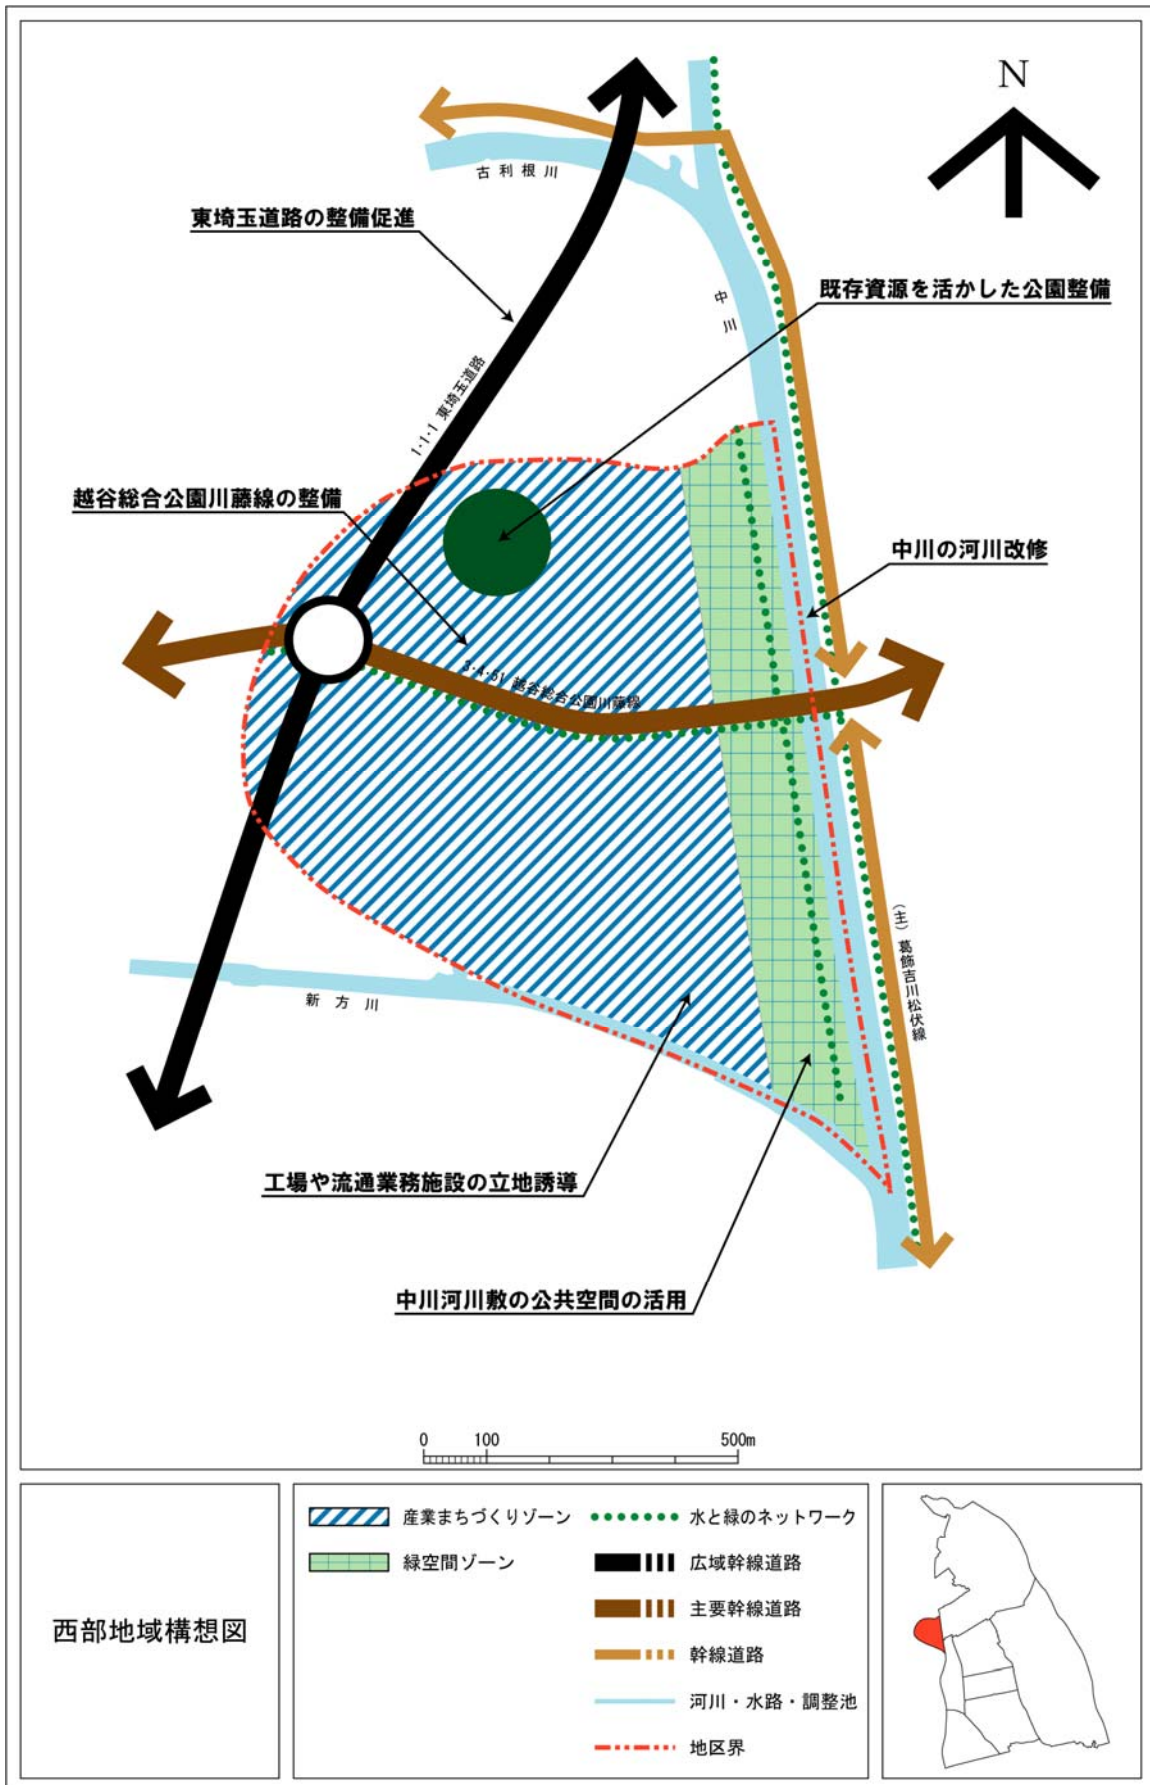 N
古利根川
東埼玉道路の整備促進
既存資源を活かした公園整備
中川
1・1・1 東埼玉道路
越谷総合公園川藤線の整備
中川の河川改修
3・4・51 越谷総合公園川藤線
(主)葛飾吉川松伏線
新方川
工場や流通業務施設の立地誘導
中川河川敷の公共空間の活用
0 100 500m
西部地域構想図
産業まちづくりゾーン
緑空間ゾーン
水と緑のネットワーク
広域幹線道路
主要幹線道路
幹線道路
河川・水路・調整池
地区界